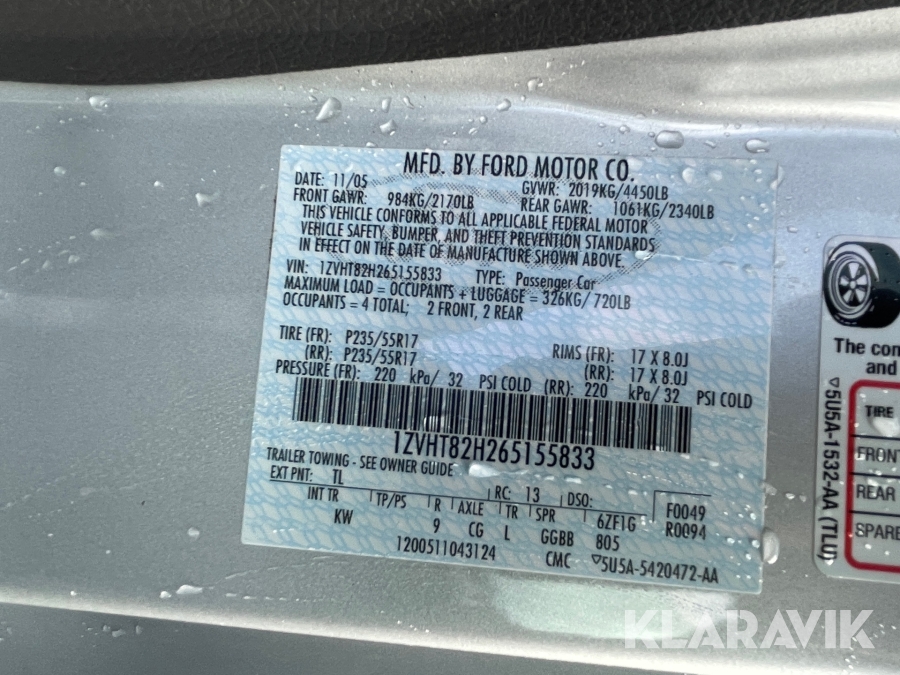 MFD. BY FORD MOTOR CO.
DATE: 11/05 GVWR: 2019KG/4450LB
FRONT GAWR: 984KG/2170LB REAR GAWR: 1061KG/2340LB
THIS VEHICLE CONFORMS TO ALL APPLICABLE FEDERAL MOTOR
VEHICLE SAFETY, BUMPER, AND THEFT PREVENTION STANDARDS
IN EFFECT ON THE DATE OF MANUFACTURE SHOWN ABOVE.
VIN: 1ZVHT82H265155833 TYPE: Passenger Car
MAXIMUM LOAD = OCCUPANTS + LUGGAGE = 326KG/ 720LB
OCCUPANTS = 4 TOTAL; 2 FRONT, 2 REAR
TIRE (FR): P235/55R17 RIMS (FR): 17 X 8.0J
(RR): P235/55R17 (RR): 17 X 8.0J
PRESSURE (FR): 220 kPa/ 32 PSI COLD (RR): 220 kPa/ 32 PSI COLD
1ZVHT82H265155833
TRAILER TOWING - SEE OWNER GUIDE
EXT PNT: TL RC: 13 DSO: F0049
INT TR TP/PS R AXLE TR SPR 6ZF1G R0094
KW 9 CG L GGBB 805
1200511043124 CMC ▽5U5A-5420472-AA
The con
and
TIRE
FRONT
REAR
SPARE
▽5U5A-1532-AA (TLU)
KLARAVIK